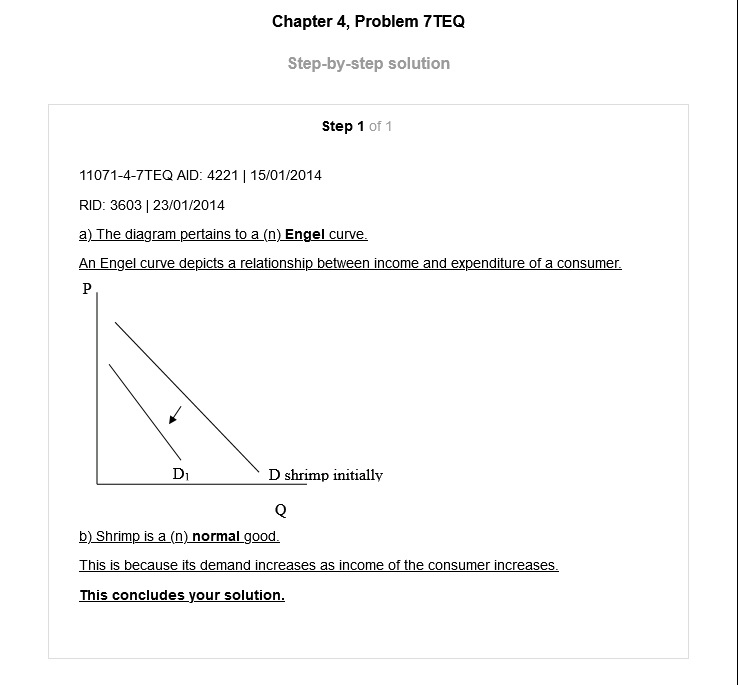 Chapter 4, Problem 7TEQ
Step-by-step solution
Step 1 of 1
11071-4-7TEQ AID: 4221 | 15/01/2014
RID: 3603 | 23/01/2014
a) The diagram pertains to a (n) Engel curve.
An Engel curve depicts a relationship between income and expenditure of a consumer.
P
D1
D shrimp initially
Q
b) Shrimp is a (n) normal good.
This is because its demand increases as income of the consumer increases.
This concludes your solution.